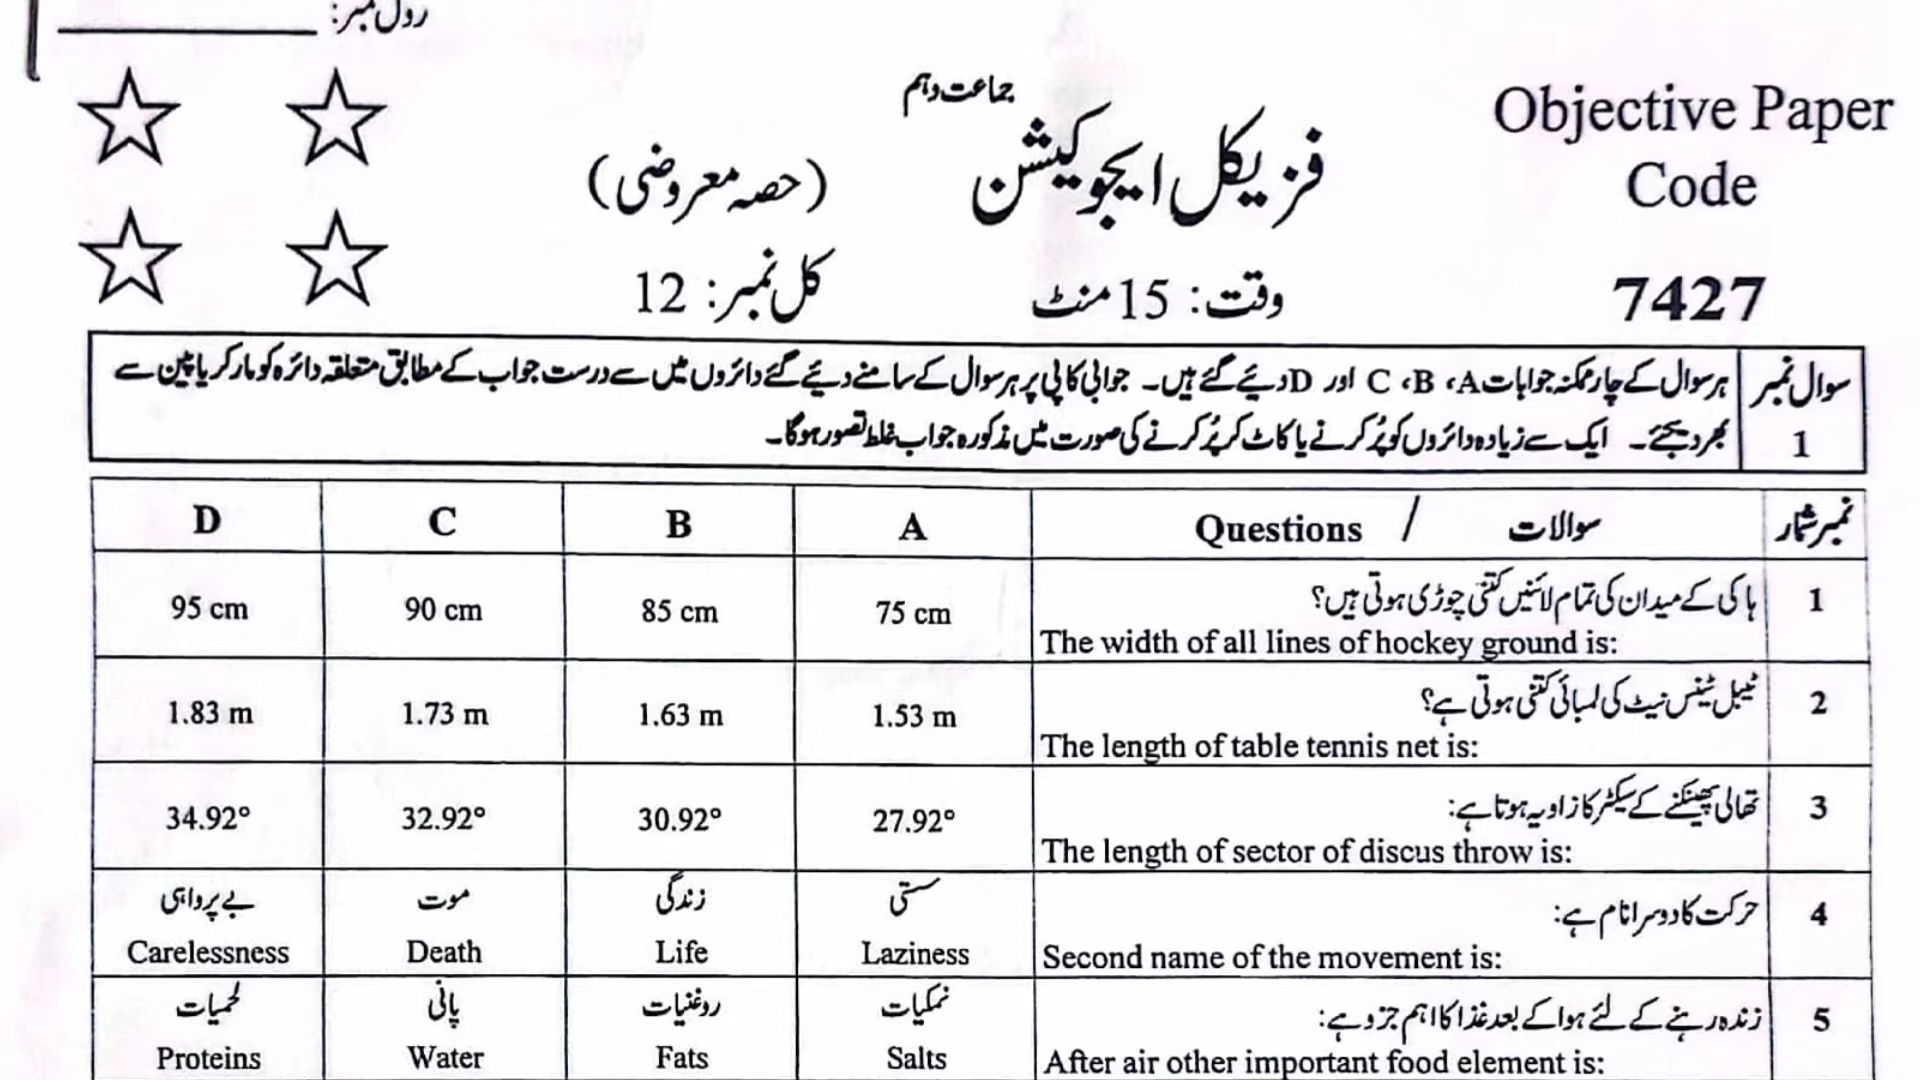 رول نمبر:
جماعت دہم
فزیکل ایجوکیشن
(حصہ معروضی)
وقت: 15 منٹ
کل نمبر: 12
Objective Paper
Code
7427
سوال نمبر
1
ہر سوال کے چار ممکنہ جوابات A، B، C اور D دیئے گئے ہیں۔ جوابی کاپی پر ہر سوال کے سامنے دیئے گئے دائروں میں سے درست جواب کے مطابق متعلقہ دائرہ کو مارکر یا پین سے
بھر دیجئے۔ ایک سے زیادہ دائروں کو پُر کرنے یا کاٹ کر پُر کرنے کی صورت میں مذکورہ جواب غلط تصور ہوگا۔
نمبر شمار سوالات / Questions A B C D
1 ہاکی کے میدان کی تمام لائنیں کتنی چوڑی ہوتی ہیں؟
The width of all lines of hockey ground is:
75 cm 85 cm 90 cm 95 cm
2 ٹیبل ٹینس نیٹ کی لمبائی کتنی ہوتی ہے؟
The length of table tennis net is:
1.53 m 1.63 m 1.73 m 1.83 m
3 تھالی پھینکنے کے سیکٹر کا زاویہ ہوتا ہے:
The length of sector of discus throw is:
27.92° 30.92° 32.92° 34.92°
4 حرکت کا دوسرا نام ہے:
Second name of the movement is:
سستی زندگی موت بے پرواہی
Laziness Life Death Carelessness
5 زندہ رہنے کے لئے ہوا کے بعد غذا کا اہم جزو ہے:
After air other important food element is:
نمکیات روغنیات پانی لحمیات
Salts Fats Water Proteins